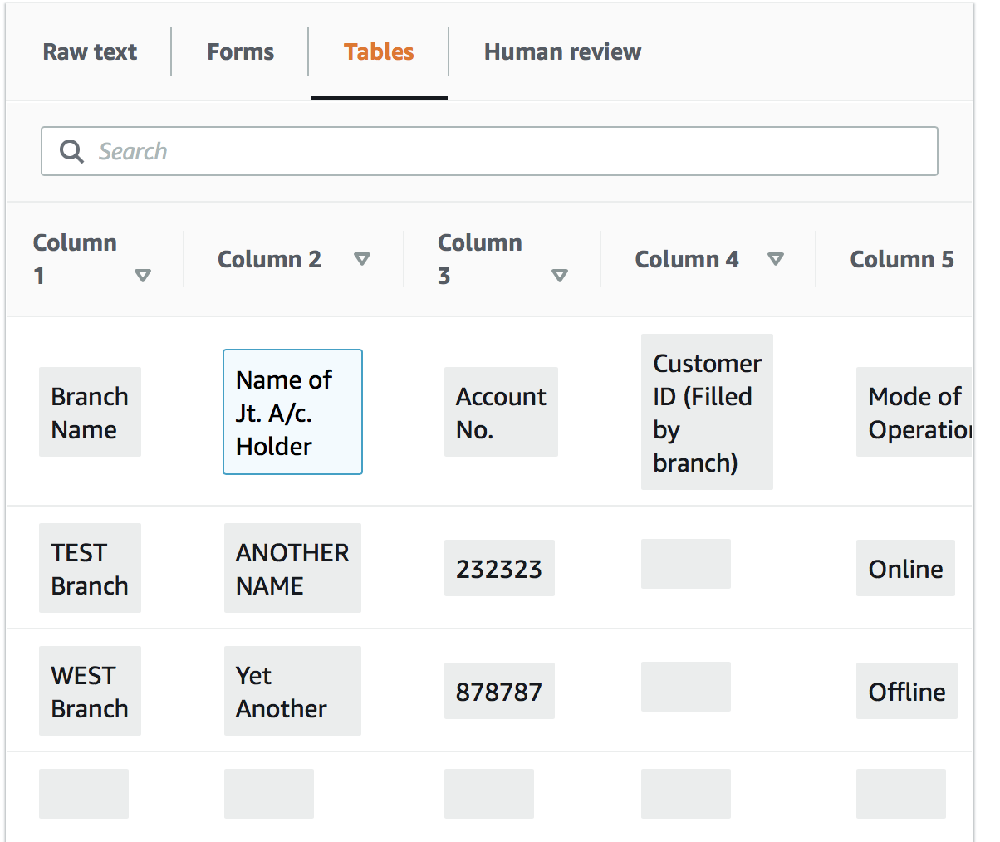 Raw text
Forms
Tables
Human review
Search
Column
1
Column 2
Column
3
Column 4
Column 5
Branch
Name
Name of
Jt. A/c.
Holder
Account
No.
Customer
ID (Filled
by
branch)
Mode of
Operation
TEST
Branch
ANOTHER
NAME
232323
Online
WEST
Branch
Yet
Another
878787
Offline